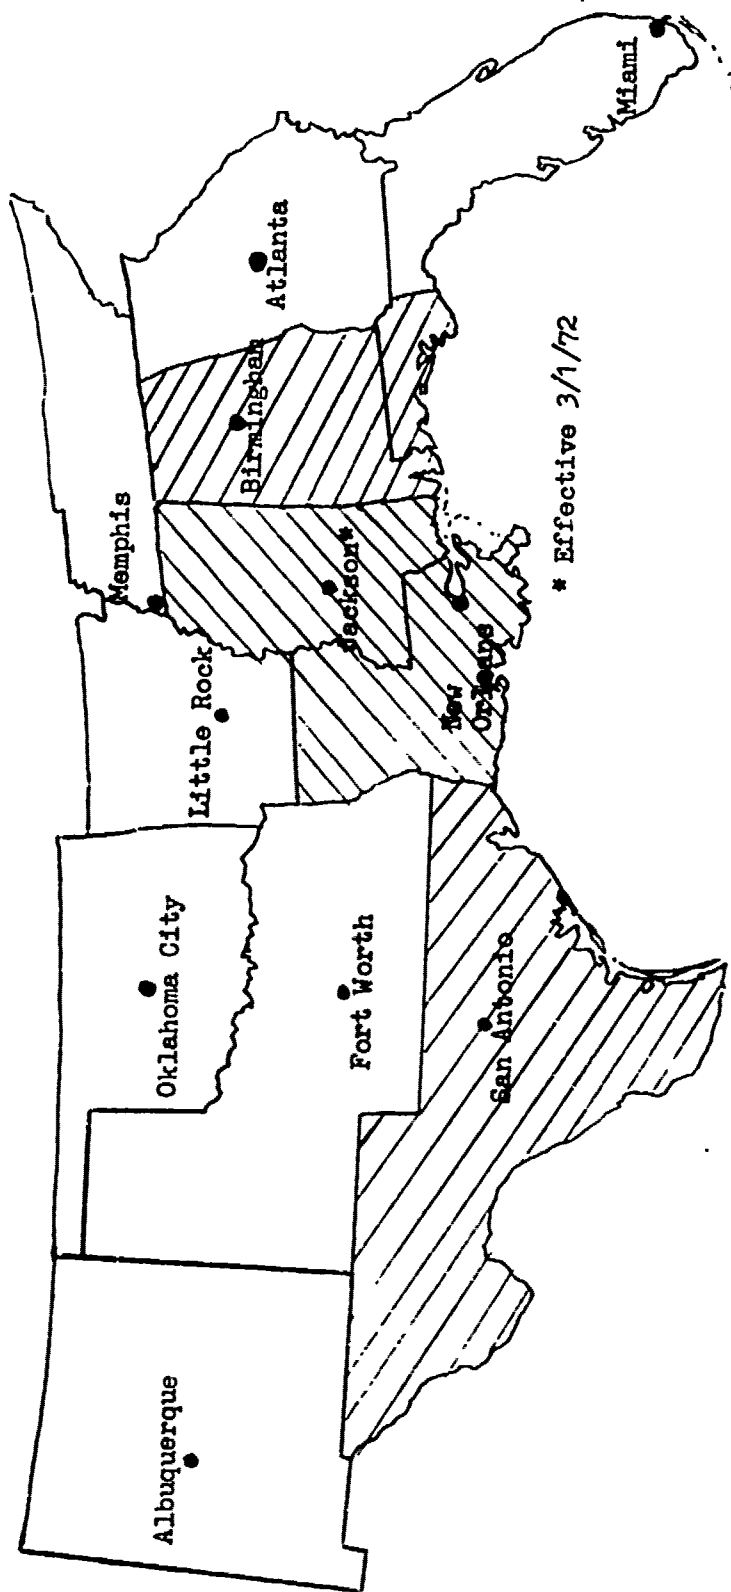 Albuquerque
Oklahoma City
Fort Worth
San Antonio
Little Rock
Memphis
Jackson*
New
Orleans
Birmingham
Atlanta
Miami
* Effective 3/1/72